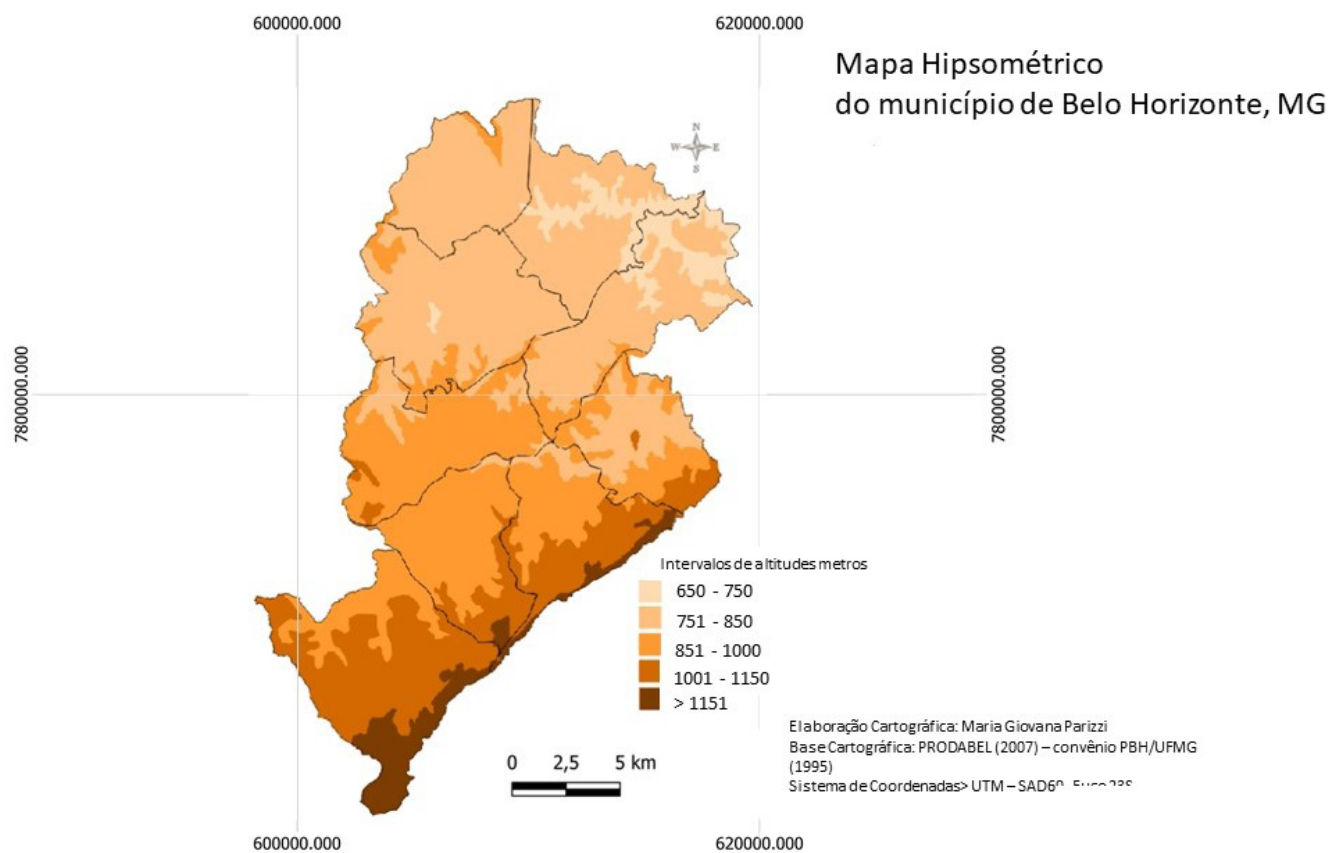 600000.000
620000.000
Mapa Hipsométrico
do município de Belo Horizonte, MG
N
W E
S
7800000.000
7800000.000
Intervalos de altitudes metros
650 - 750
751 - 850
851 - 1000
1001 - 1150
> 1151
0 2,5 5 km
Elaboração Cartográfica: Maria Giovana Parizzi
Base Cartográfica: PRODABEL (2007) – convênio PBH/UFMG
(1995)
Sistema de Coordenadas> UTM – SAD69,
600000.000
620000.000